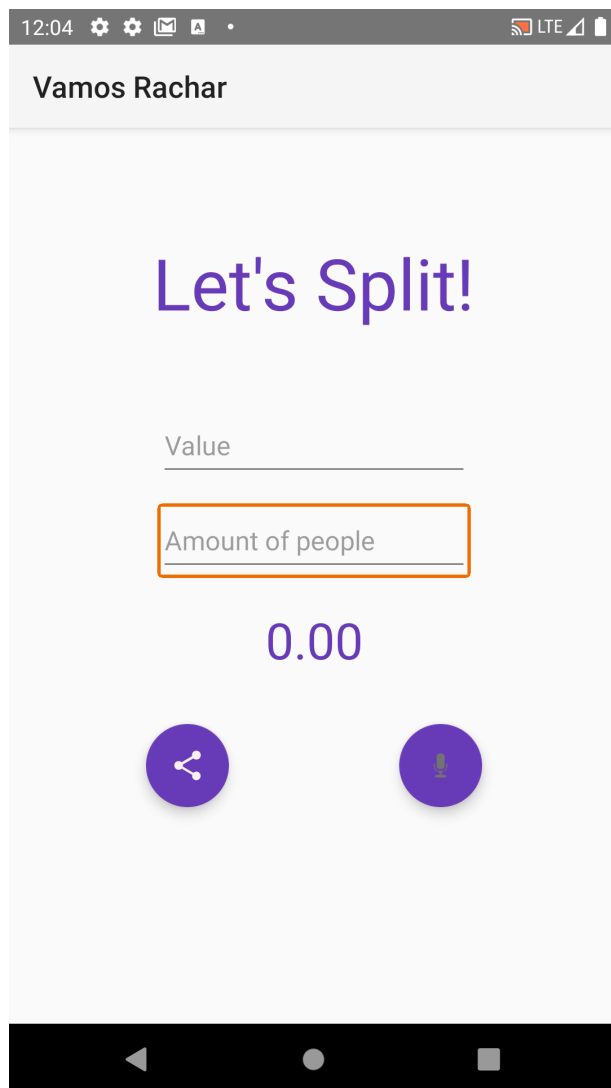 12:04 LTE
Vamos Rachar
Let's Split!
Value
Amount of people
0.00